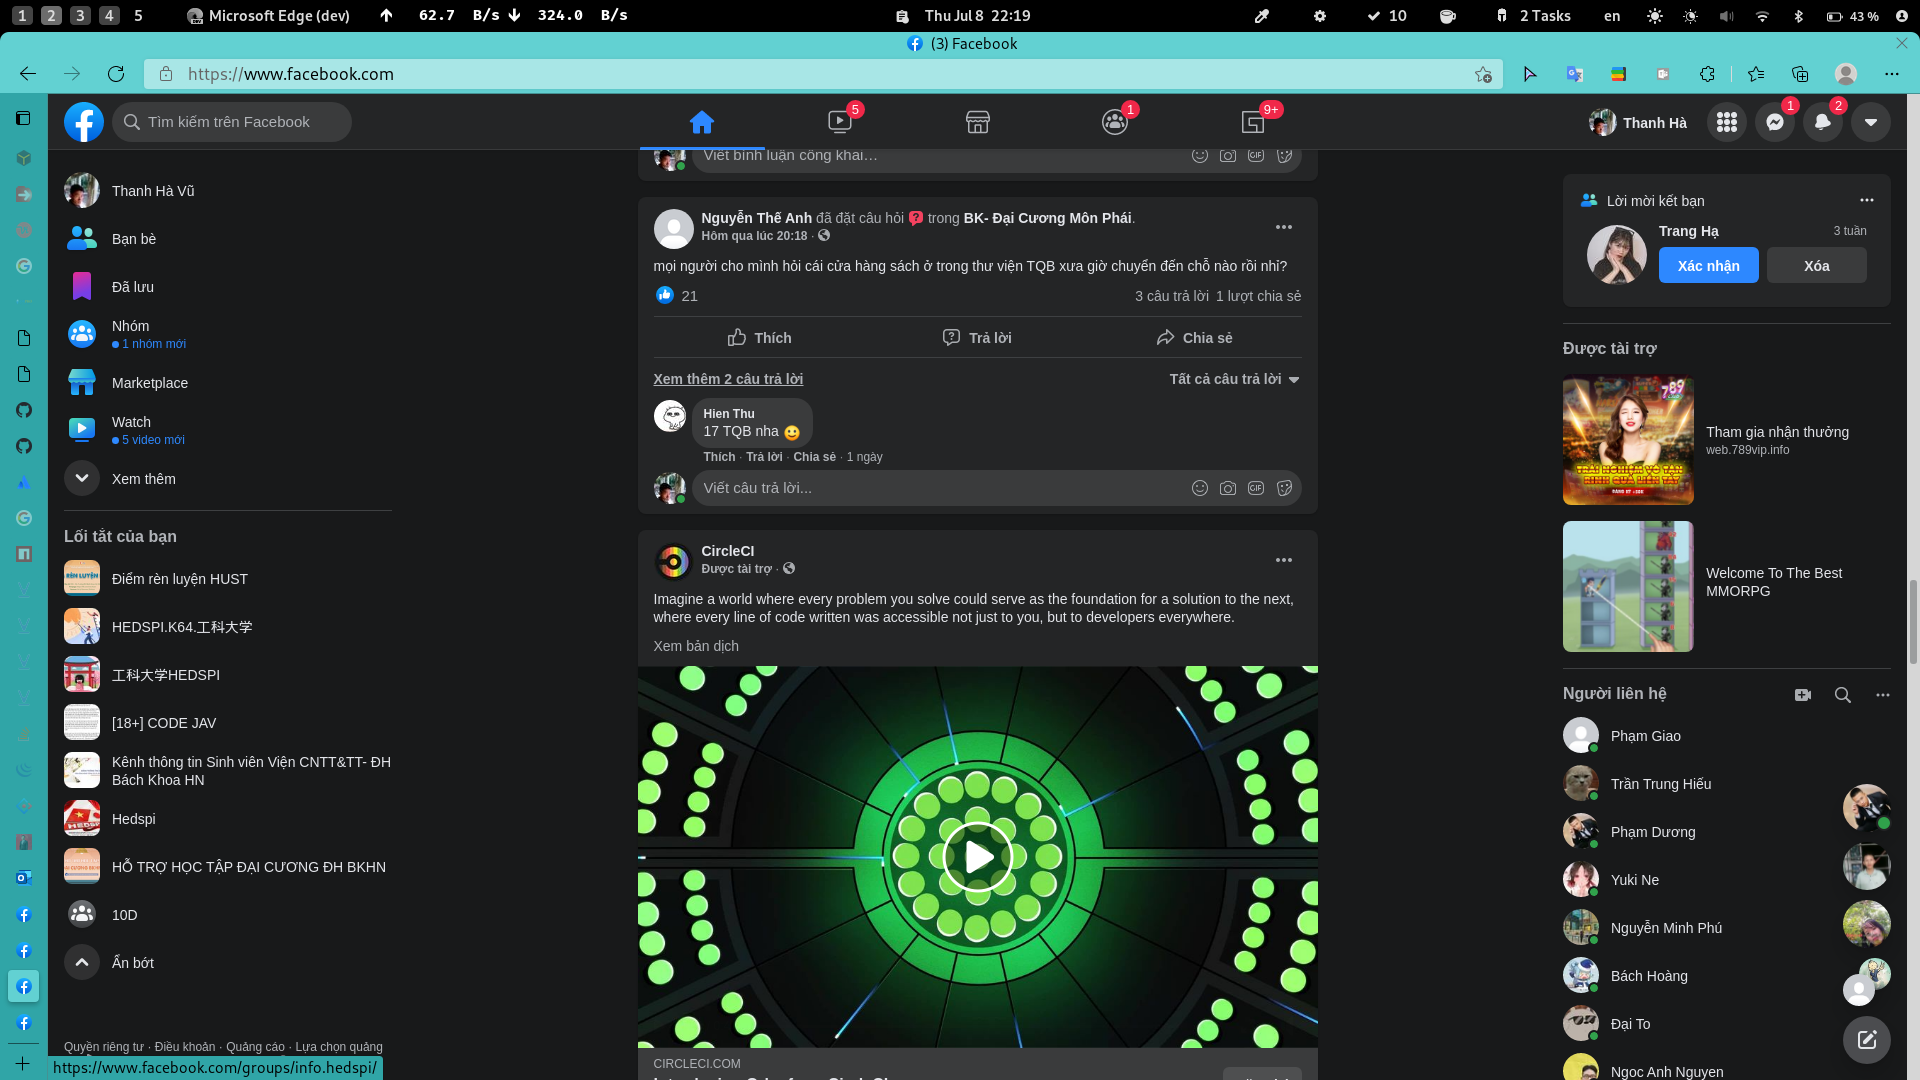 1 2 3 4 5 Microsoft Edge (dev) 62.7 B/s 324.0 B/s Thu Jul 8 22:19 10 2 Tasks en 43 %
(3) Facebook
https://www.facebook.com
Tìm kiếm trên Facebook
5
1
9+
Thanh Hà
1
2
Thanh Hà Vũ
Bạn bè
Đã lưu
Nhóm
1 nhóm mới
Marketplace
Watch
5 video mới
Xem thêm
Lối tắt của bạn
Điểm rèn luyện HUST
HEDSPI.K64.工科大学
工科大学HEDSPI
[18+] CODE JAV
Kênh thông tin Sinh viên Viện CNTT&TT- ĐH
Bách Khoa HN
Hedspi
HỖ TRỢ HỌC TẬP ĐẠI CƯƠNG ĐH BKHN
10D
Ẩn bớt
Quyền riêng tư · Điều khoản · Quảng cáo · Lựa chọn quảng
https://www.facebook.com/groups/info.hedspi/
Viết bình luận công khai...
Nguyễn Thế Anh đã đặt câu hỏi trong BK- Đại Cương Môn Phái.
Hôm qua lúc 20:18 ·
mọi người cho mình hỏi cái cửa hàng sách ở trong thư viện TQB xưa giờ chuyển đến chỗ nào rồi nhỉ?
21 3 câu trả lời 1 lượt chia sẻ
Thích Trả lời Chia sẻ
Xem thêm 2 câu trả lời Tất cả câu trả lời
Hien Thu
17 TQB nha
Thích · Trả lời · Chia sẻ · 1 ngày
Viết câu trả lời...
CircleCI
Được tài trợ ·
Imagine a world where every problem you solve could serve as the foundation for a solution to the next,
where every line of code written was accessible not just to you, but to developers everywhere.
Xem bản dịch
CIRCLECI.COM
Lời mời kết bạn
Trang Hạ 3 tuần
Xác nhận Xóa
Được tài trợ
789
TRẢI NGHIỆM VÔ TẬN
RINH QUÀ LIỀN TAY
Tham gia nhận thưởng
web.789vip.info
Welcome To The Best
MMORPG
Người liên hệ
Phạm Giao
Trần Trung Hiếu
Phạm Dương
Yuki Ne
Nguyễn Minh Phú
Bách Hoàng
Đại To
Ngoc Anh Nguyen